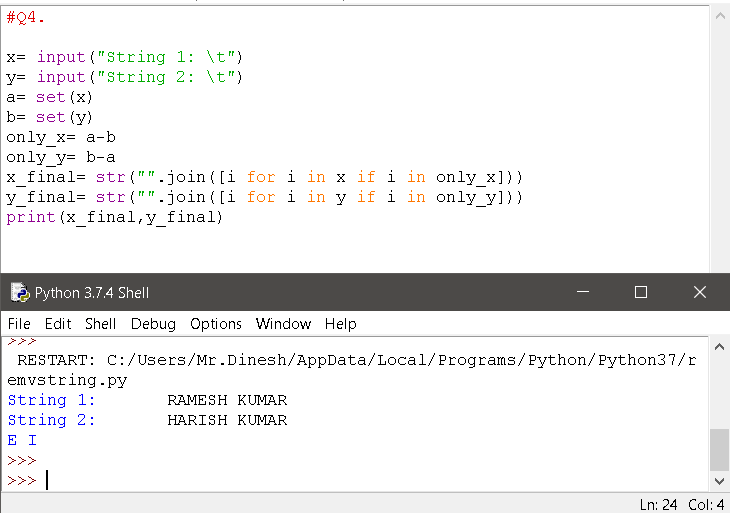 #Q4.
x= input("String 1: \t")
y= input("String 2: \t")
a= set(x)
b= set(y)
only_x= a-b
only_y= b-a
x_final= str("".join([i for i in x if i in only_x]))
y_final= str("".join([i for i in y if i in only_y]))
print(x_final,y_final)
Python 3.7.4 Shell
File Edit Shell Debug Options Window Help
>>>
RESTART: C:/Users/Mr.Dinesh/AppData/Local/Programs/Python/Python37/r
emvstring.py
String 1: RAMESH KUMAR
String 2: HARISH KUMAR
E I
>>>
>>>
Ln: 24 Col: 4